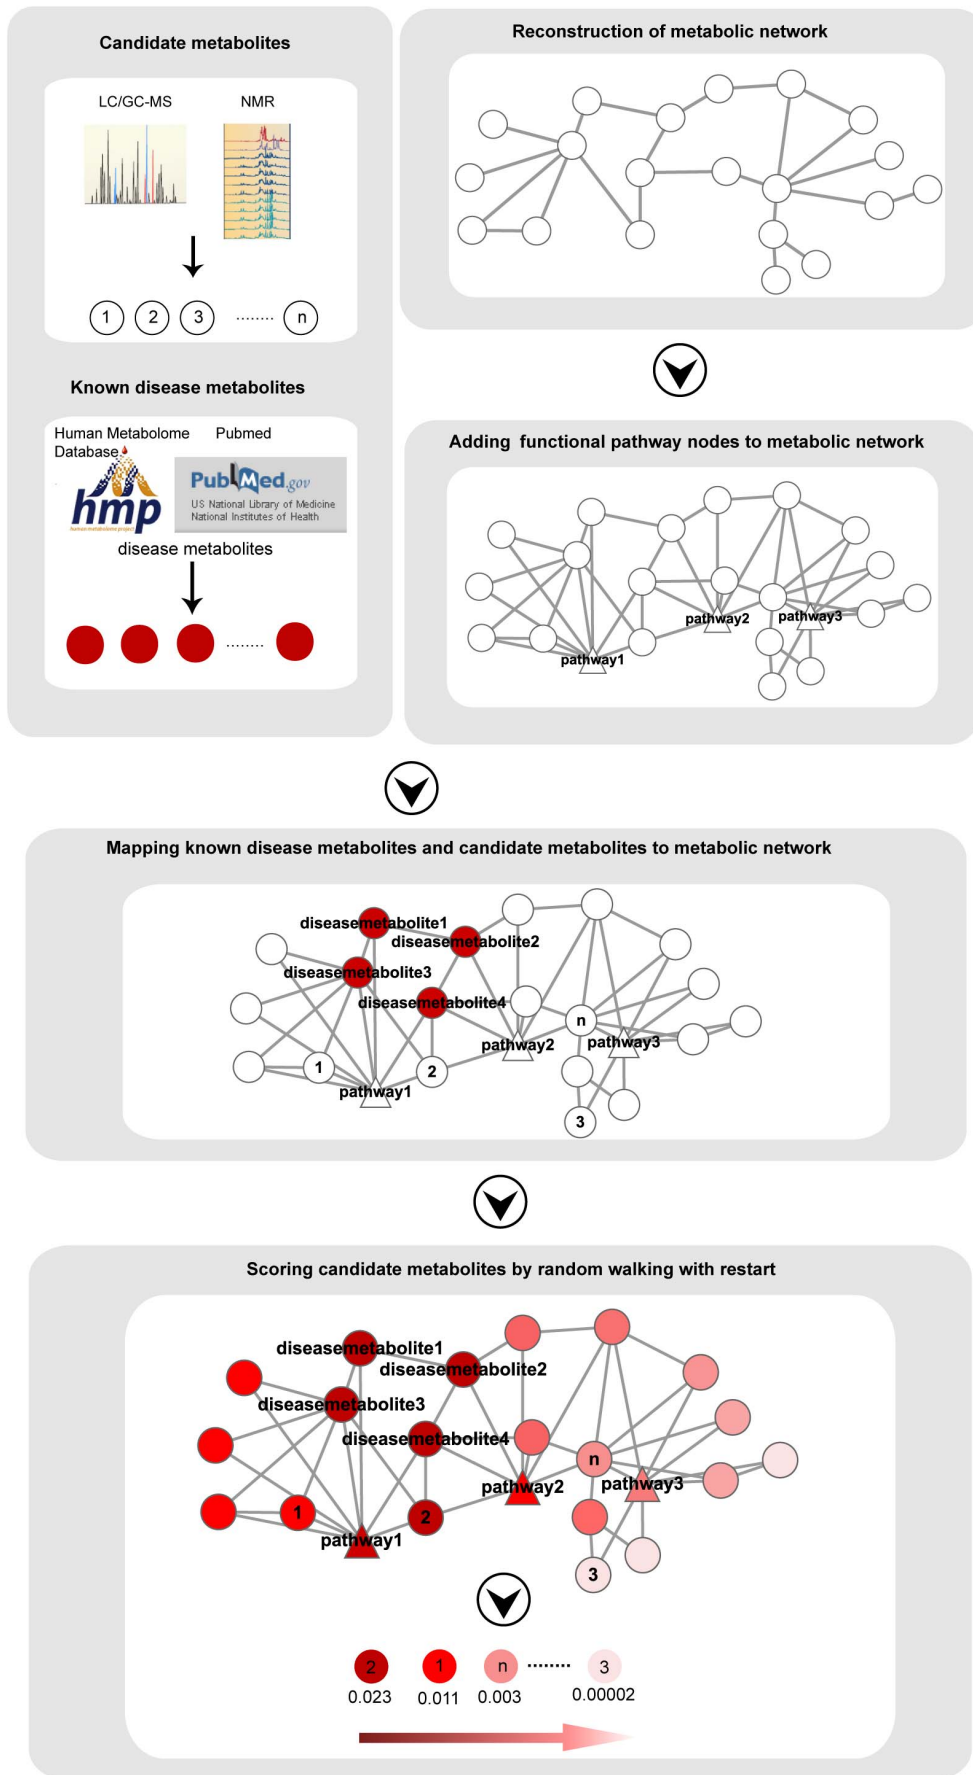 Candidate metabolites
LC/GC-MS NMR
1 2 3 ........ n
Known disease metabolites
Human Metabolome
Database
Pubmed
hmp
human metabolome project
PubMed.gov
US National Library of Medicine
National Institutes of Health
disease metabolites
........
Reconstruction of metabolic network
Adding functional pathway nodes to metabolic network
pathway2 pathway3
pathway1
Mapping known disease metabolites and candidate metabolites to metabolic network
diseasemetabolite1
diseasemetabolite2
diseasemetabolite3
diseasemetabolite4
n
pathway2 pathway3
1 2
pathway1
3
Scoring candidate metabolites by random walking with restart
diseasemetabolite1
diseasemetabolite2
diseasemetabolite3
diseasemetabolite4
n
pathway2 pathway3
1 2
pathway1
3
2 1 n ........ 3
0.023 0.011 0.003 0.00002